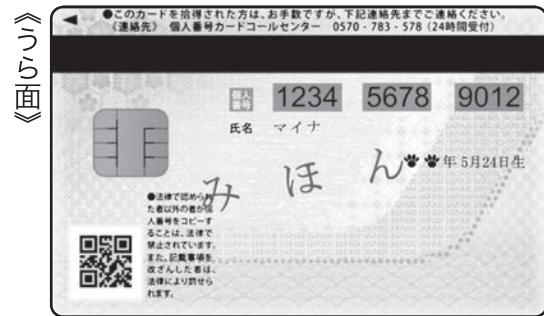 《うら面》
●このカードを拾得された方は、お手数ですが、下記連絡先までご連絡ください。
《連絡先》 個人番号カードコールセンター 0570-783-578(24時間受付)
個人番号 1234 5678 9012
氏名 マイナ
年 5月24日生
みほん
●法律で認められ
た者以外の者が個
人番号をコピーす
ることは、法律で
禁止されています。
また、記載事項を
改ざんした者は、
法律により罰せら
れます。